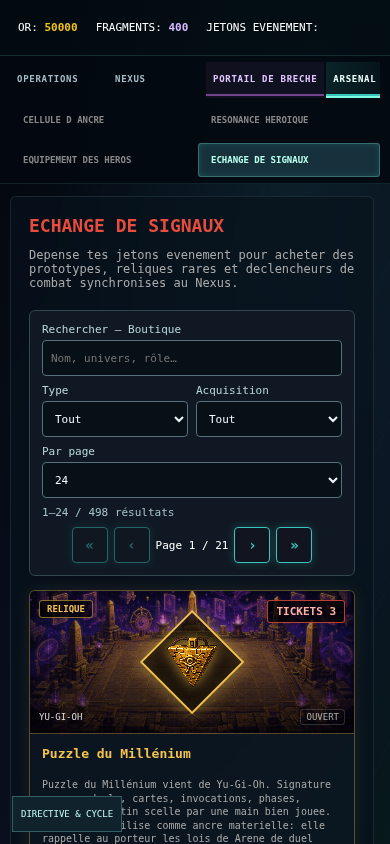 OR: 50000 FRAGMENTS: 400 JETONS EVENEMENT:
OPERATIONS NEXUS PORTAIL DE BRECHE ARSENAL
CELLULE D ANCRE RESONANCE HEROIQUE
EQUIPEMENT DES HEROS ECHANGE DE SIGNAUX
ECHANGE DE SIGNAUX
Depense tes jetons evenement pour acheter des
prototypes, reliques rares et declencheurs de
combat synchronises au Nexus.
Rechercher — Boutique
Nom, univers, rôle…
Type Acquisition
Tout Tout
Par page
24
1–24 / 498 résultats
« ‹ Page 1 / 21 › »
RELIQUE TICKETS 3
YU-GI-OH OUVERT
Puzzle du Millénium
Puzzle du Millénium vient de Yu-Gi-Oh. Signature
cartes, invocations, phases,
scelle par une main bien jouee.
ancre materielle: elle
rappelle au porteur les lois de Arene de duel
DIRECTIVE & CYCLE